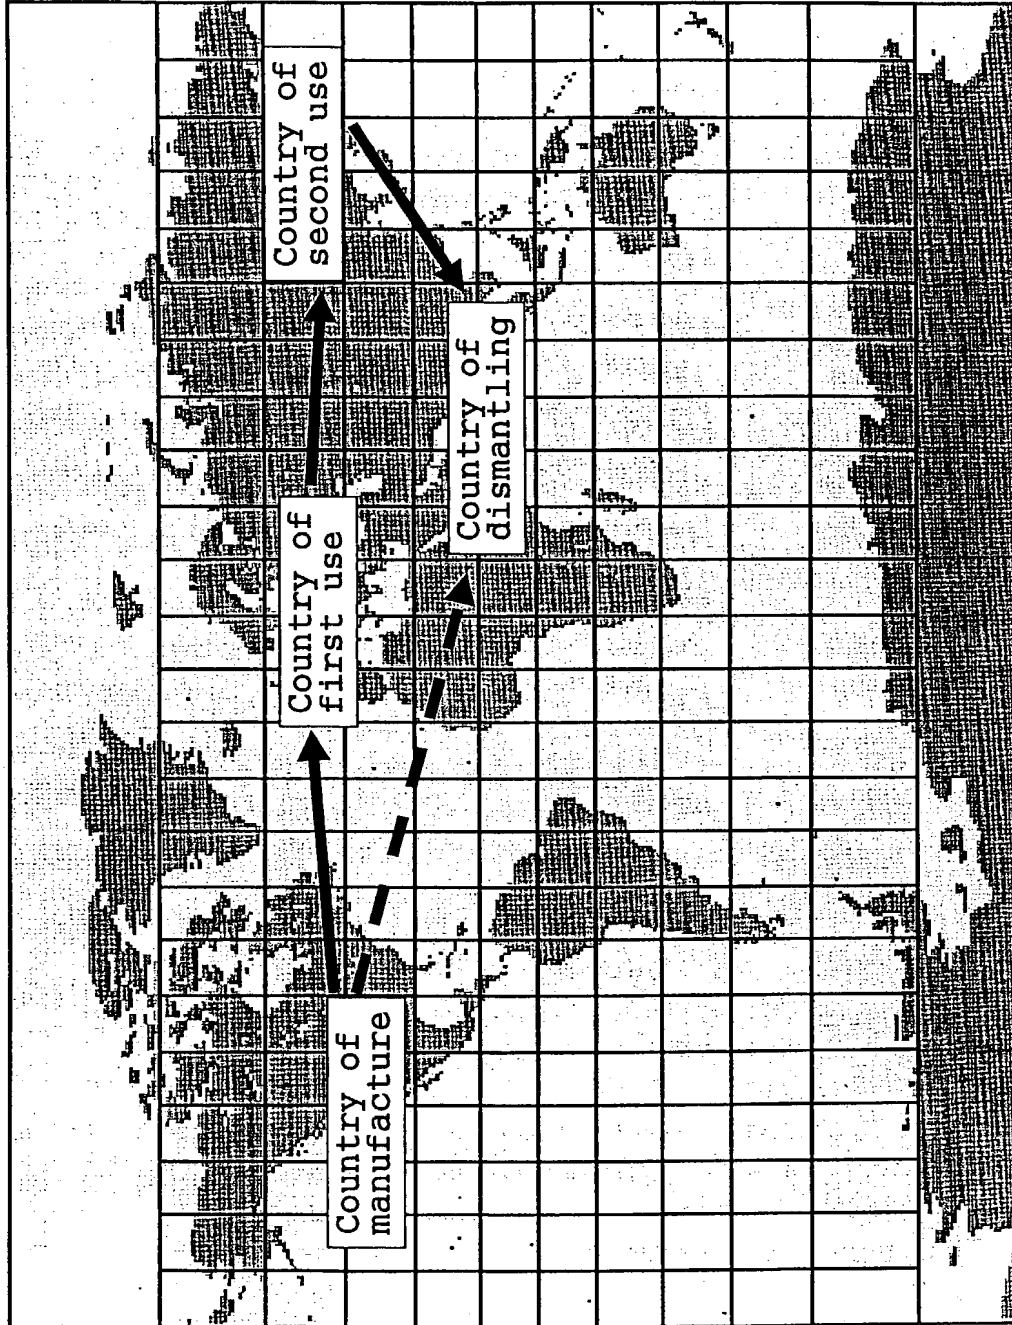 Country of
manufacture
Country of
first use
Country of
second use
Country of
dismantling